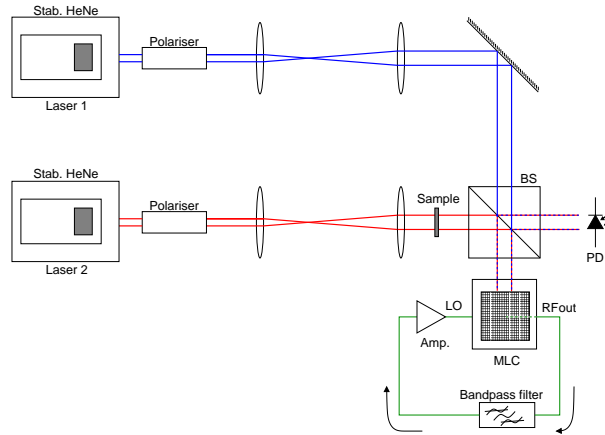 Stab. HeNe
Polariser
Laser 1
Stab. HeNe
Polariser
Sample
BS
PD
Laser 2
LO
RFout
Amp.
MLC
Bandpass filter